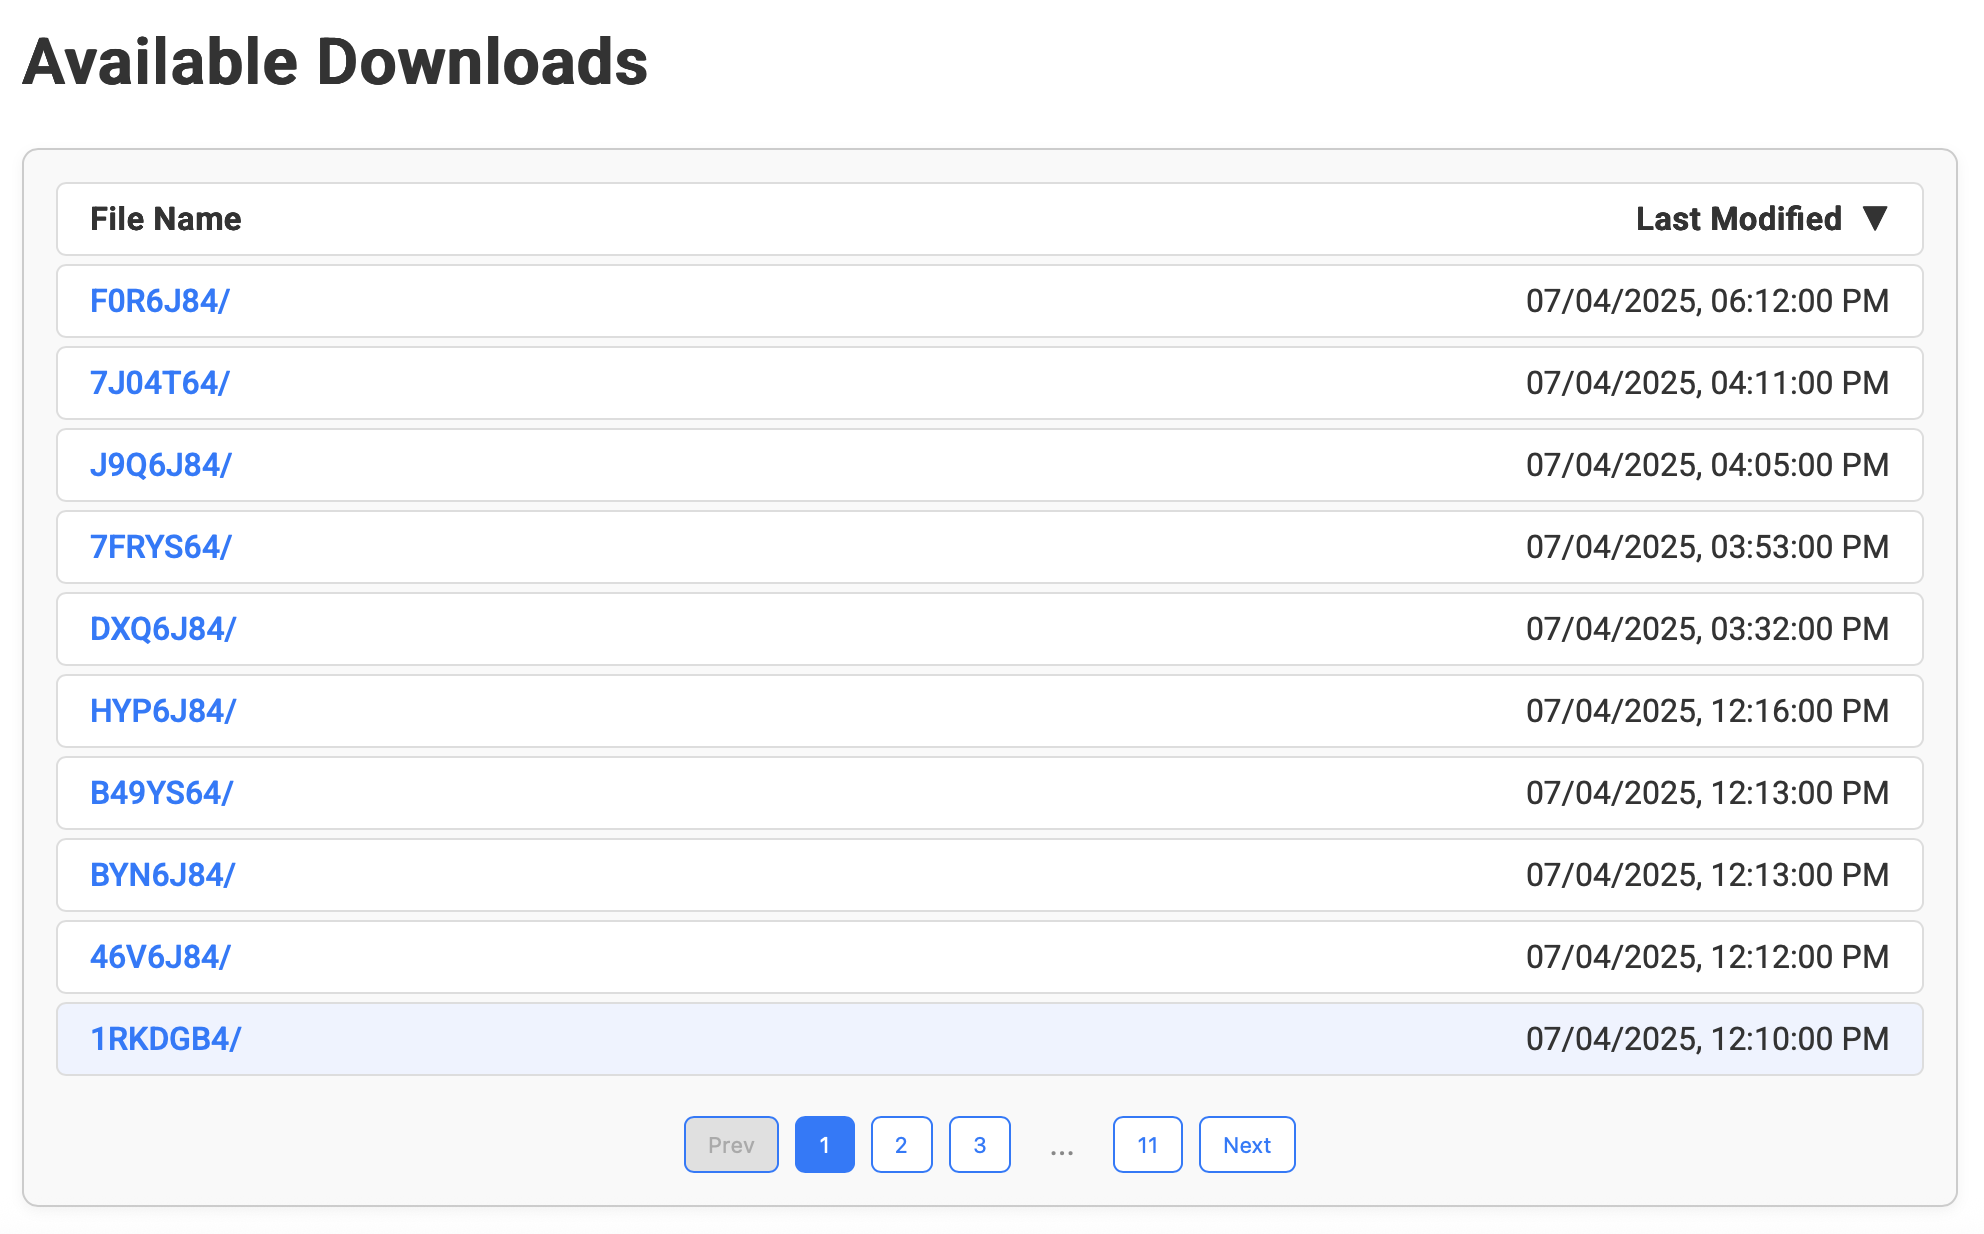 Available Downloads
File Name Last Modified ▼
F0R6J84/ 07/04/2025, 06:12:00 PM
7J04T64/ 07/04/2025, 04:11:00 PM
J9Q6J84/ 07/04/2025, 04:05:00 PM
7FRYS64/ 07/04/2025, 03:53:00 PM
DXQ6J84/ 07/04/2025, 03:32:00 PM
HYP6J84/ 07/04/2025, 12:16:00 PM
B49YS64/ 07/04/2025, 12:13:00 PM
BYN6J84/ 07/04/2025, 12:13:00 PM
46V6J84/ 07/04/2025, 12:12:00 PM
1RKDGB4/ 07/04/2025, 12:10:00 PM
Prev 1 2 3 ... 11 Next